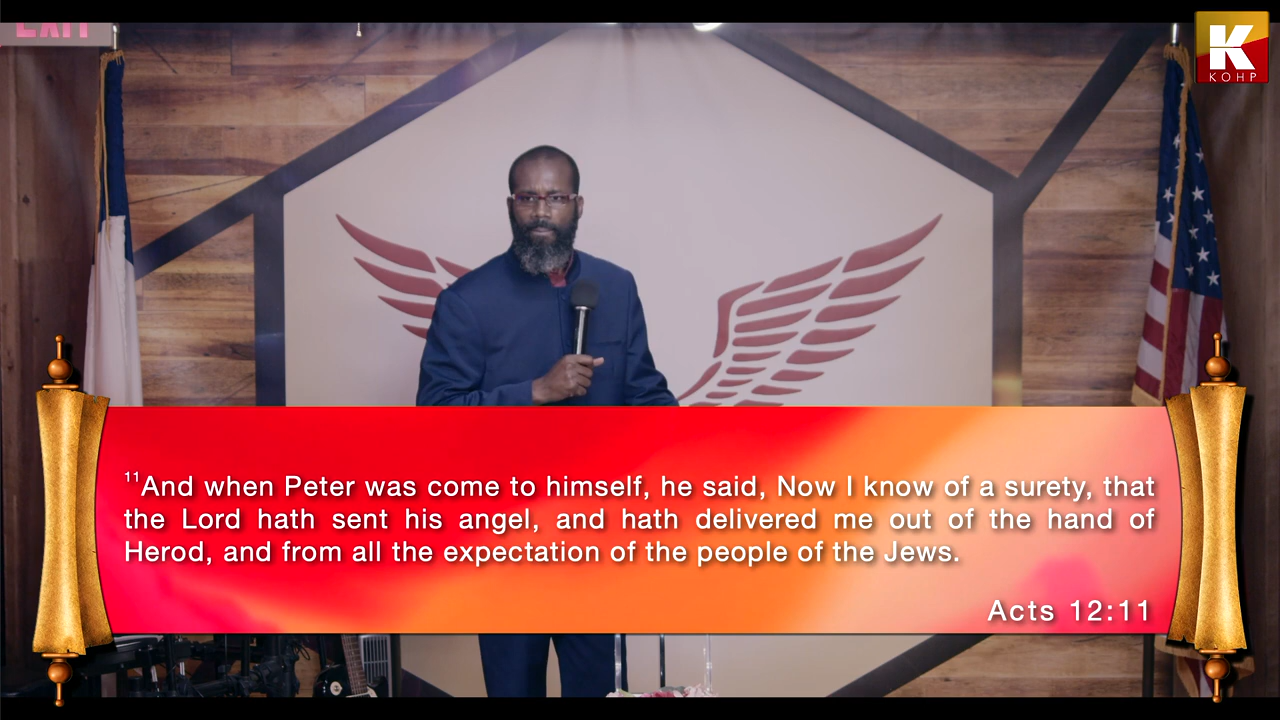 EXIT
K
KOHP
11And when Peter was come to himself, he said, Now I know of a surety, that
the Lord hath sent his angel, and hath delivered me out of the hand of
Herod, and from all the expectation of the people of the Jews.
Acts 12:11